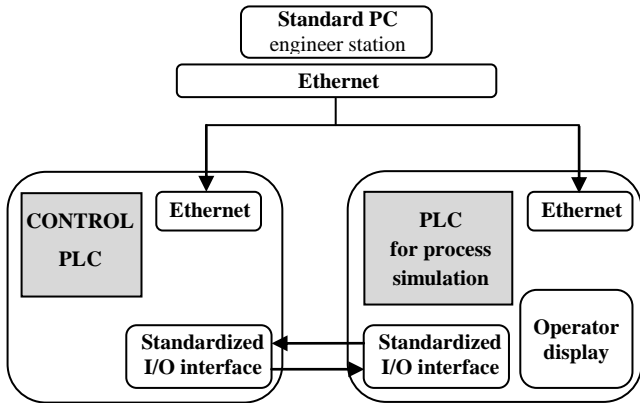 Standard PC
engineer station
Ethernet
Ethernet
CONTROL
PLC
PLC
for process
simulation
Ethernet
Standardized
I/O interface
Standardized
I/O interface
Operator
display